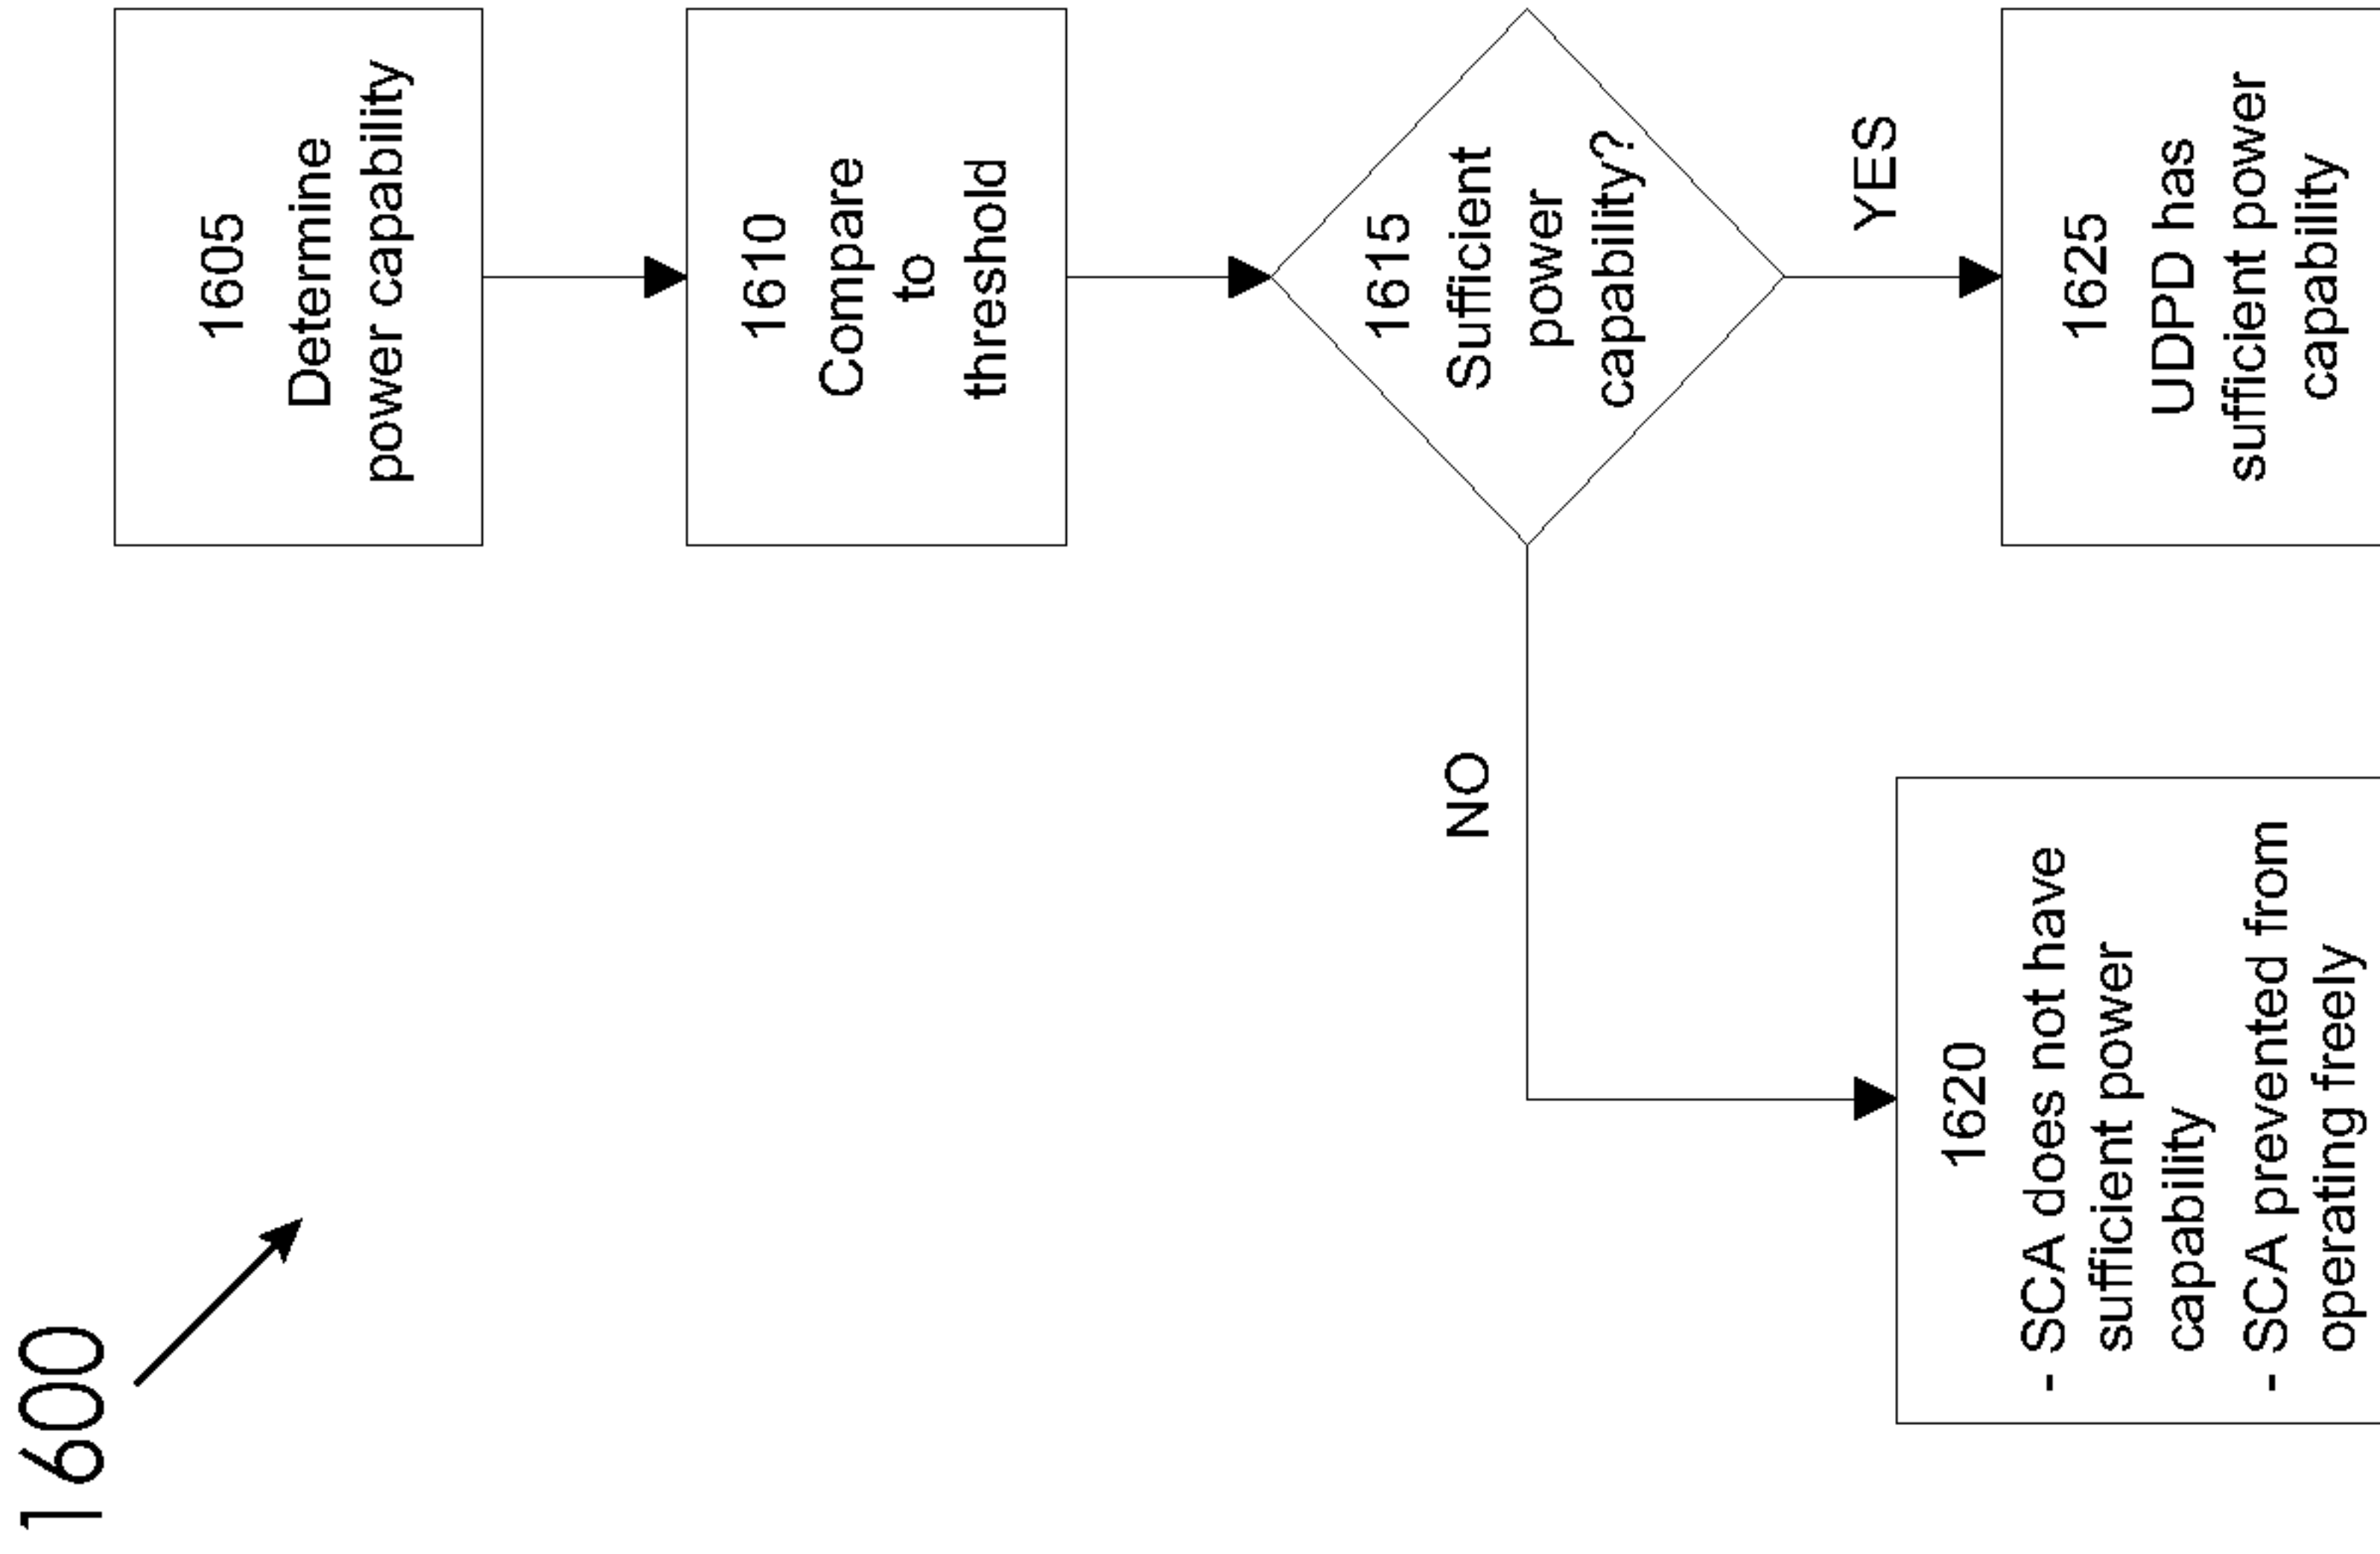 1600
1605
Determine
power capability
1610
Compare
to
threshold
1615
Sufficient
power
capability?
NO
YES
1620
- SCA does not have
sufficient power
capability
- SCA prevented from
operating freely
1625
UDPD has
sufficient power
capability